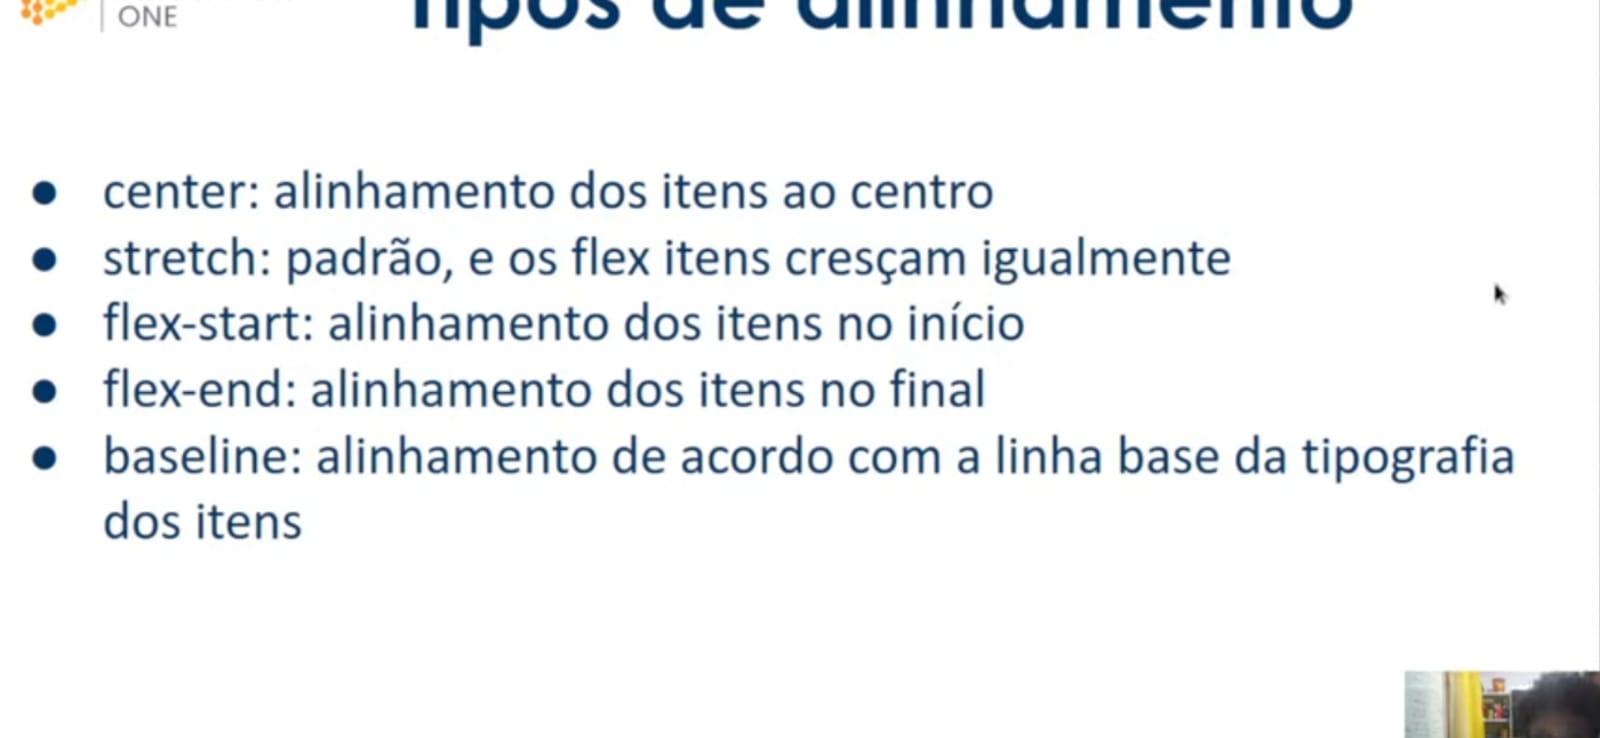 ONE
Tipos de alinhamento
● center: alinhamento dos itens ao centro
● stretch: padrão, e os flex itens cresçam igualmente
● flex-start: alinhamento dos itens no início
● flex-end: alinhamento dos itens no final
● baseline: alinhamento de acordo com a linha base da tipografia
dos itens